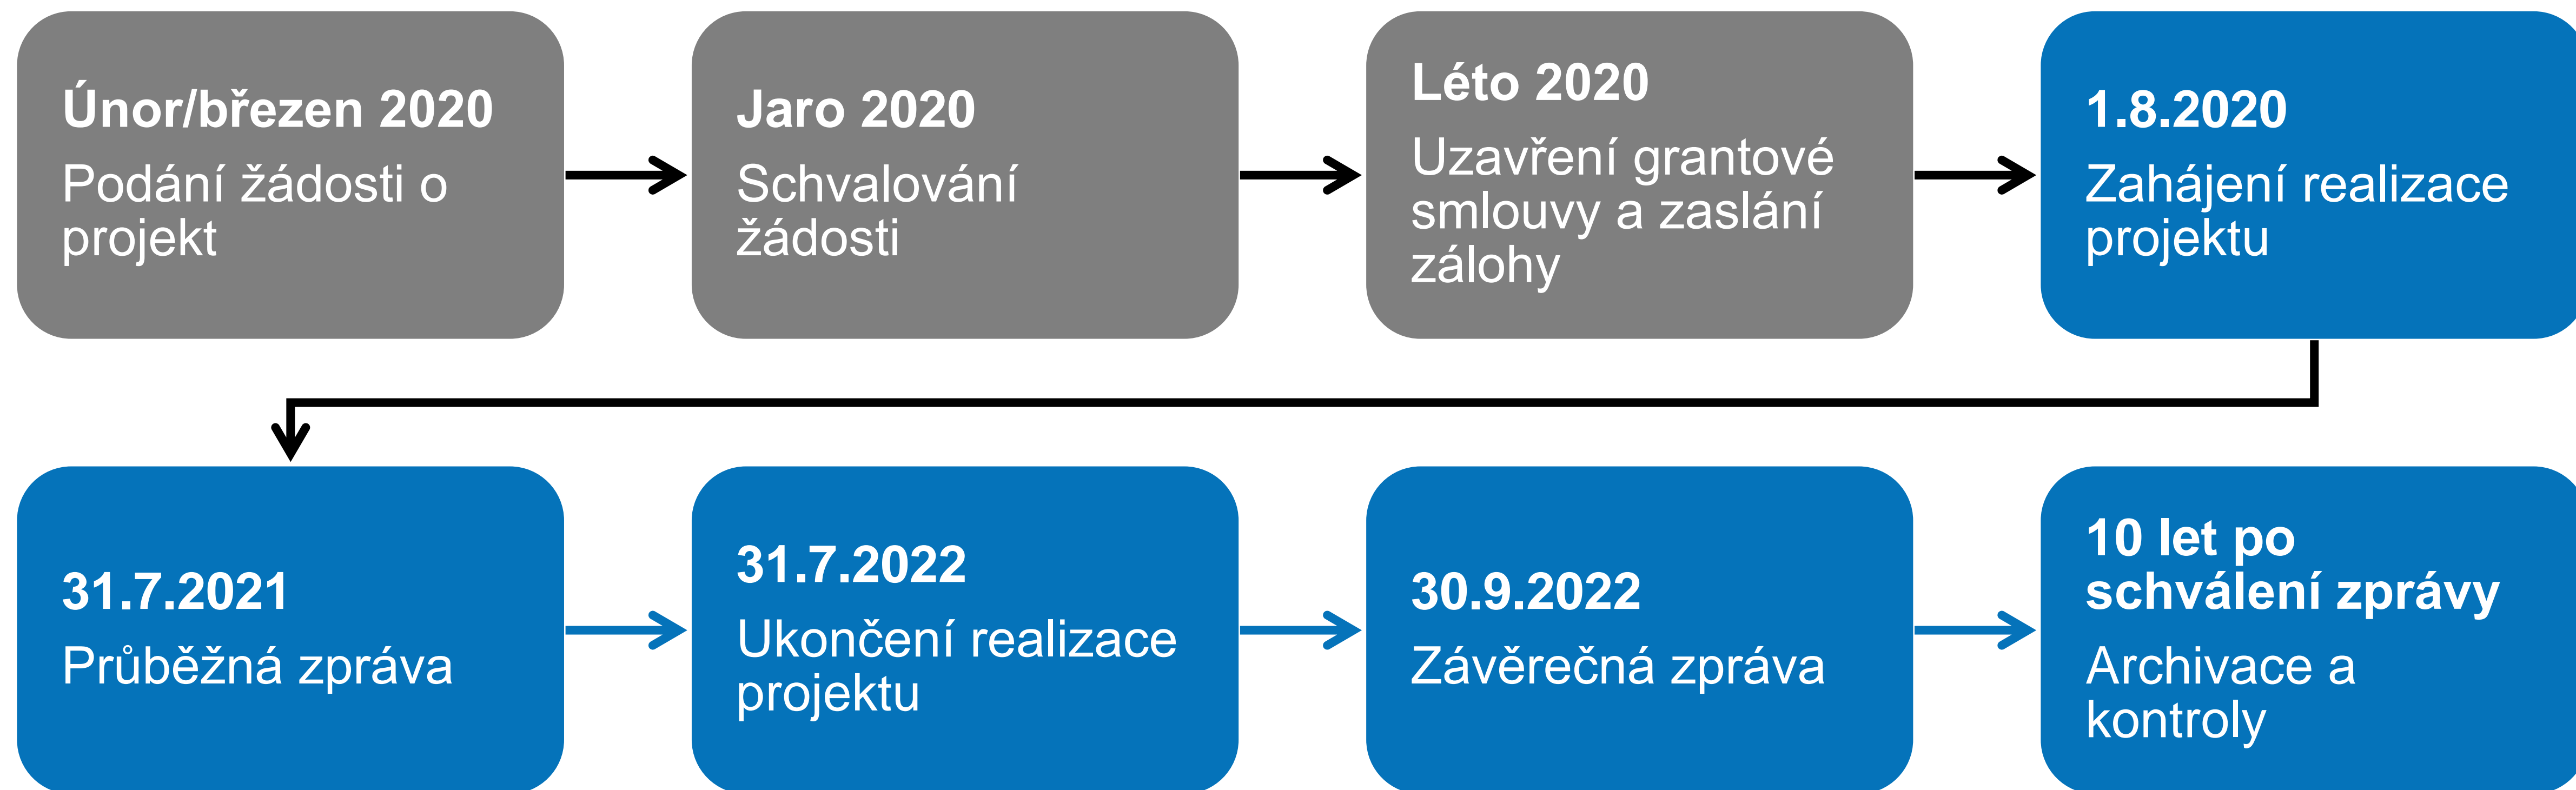 Únor/březen 2020
Podání žádosti o
projekt
Jaro 2020
Schvalování
žádosti
Léto 2020
Uzavření grantové
smlouvy a zaslání
zálohy
1.8.2020
Zahájení realizace
projektu
31.7.2021
Průběžná zpráva
31.7.2022
Ukončení realizace
projektu
30.9.2022
Závěrečná zpráva
10 let po
schválení zprávy
Archivace a
kontroly